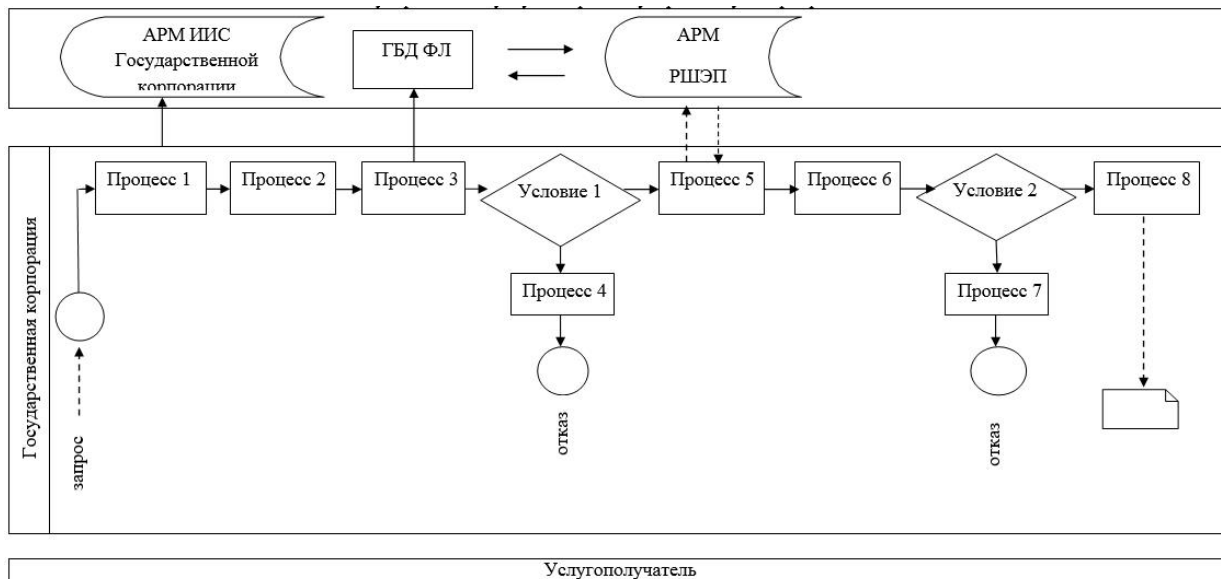 АРМ ИИС
Государственной
корпорации
ГБД ФЛ
АРМ
РШЭП
Государственная корпорация
Процесс 1
Процесс 2
Процесс 3
Условие 1
Процесс 5
Процесс 6
Условие 2
Процесс 8
Процесс 4
Процесс 7
запрос
отказ
отказ
Услугополучатель